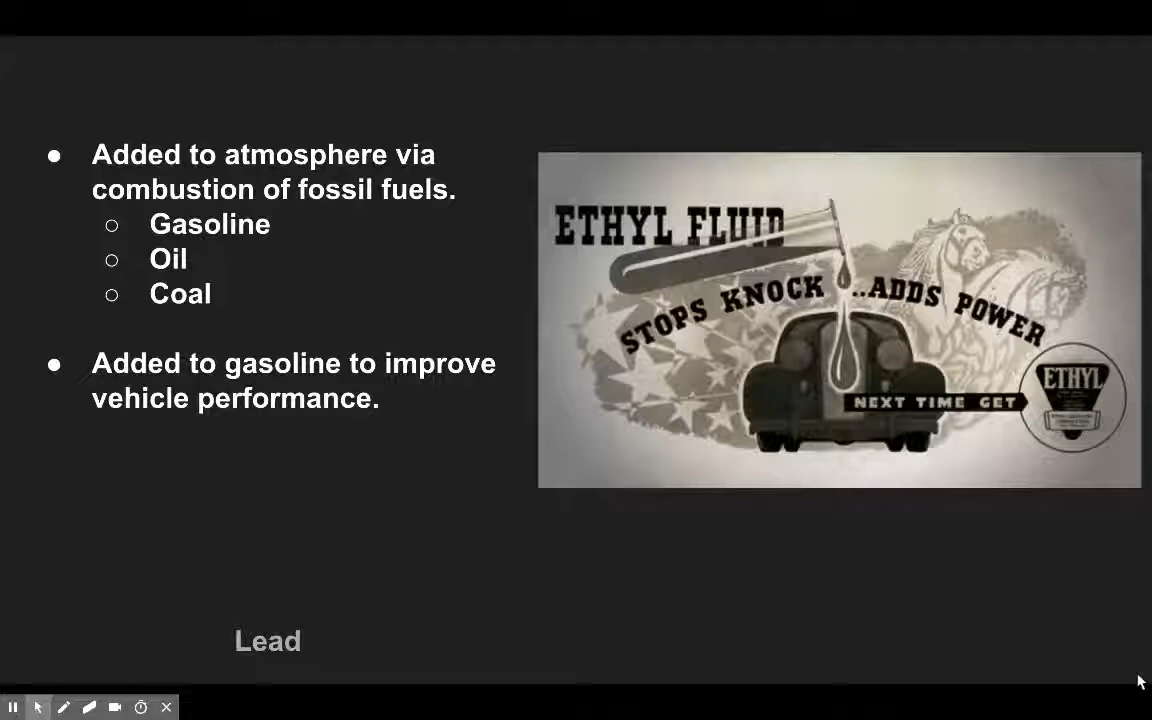 Added to atmosphere via
combustion of fossil fuels.
Gasoline
Oil
Coal
Added to gasoline to improve
vehicle performance.
ETHYL FLUID
STOPS KNOCK ..ADDS POWER
NEXT TIME GET
ETHYL
Lead